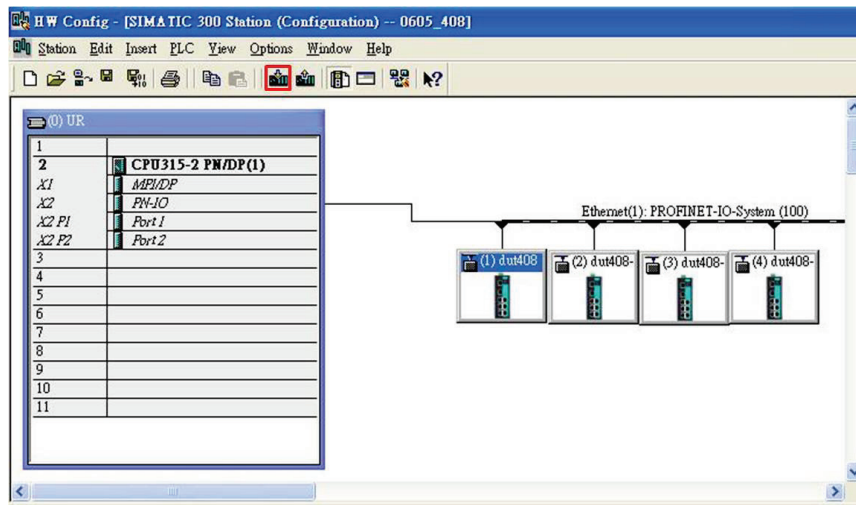 HW Config - [SIMATIC 300 Station (Configuration) -- 0605_408]
Station Edit Insert PLC View Options Window Help
(0) UR
1
2 CPU315-2 PN/DP(1)
X1 MPI/DP
X2 PN-IO
X2 P1 Port 1
X2 P2 Port 2
3
4
5
6
7
8
9
10
11
Ethernet(1): PROFINET-IO-System (100)
(1) dut408 (2) dut408- (3) dut408- (4) dut408-